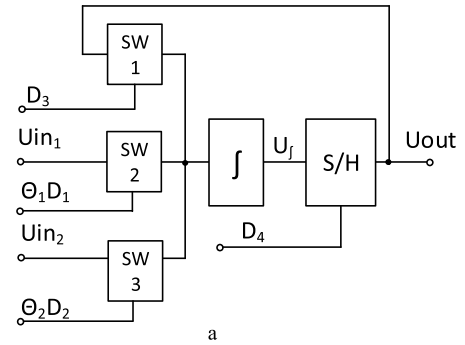 SW
1
D₃
Uin₁
SW
2
∫
U∫
S/H
Uout
Θ₁D₁
Uin₂
D₄
SW
3
Θ₂D₂
a